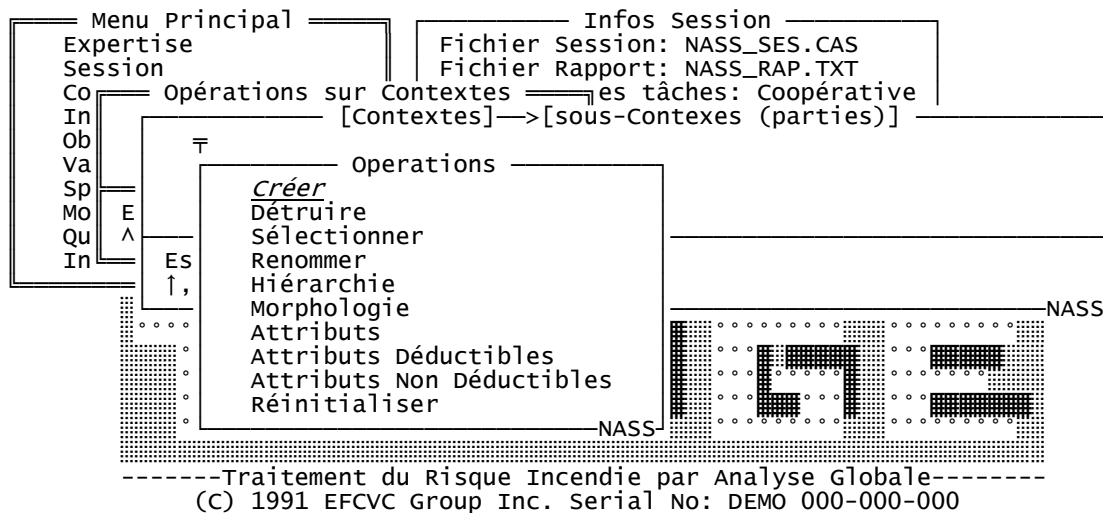 Menu Principal
Infos Session
Expertise
Fichier Session: NASS_SES.CAS
Session
Fichier Rapport: NASS_RAP.TXT
Co
Opérations sur Contextes
es tâches: Coopérative
In
[Contextes]—>[sous-Contexes (parties)]
Ob
Va
Operations
Sp
Créer
Mo
E
Détruire
Qu
^
Sélectionner
In
Es
Renommer
↑,
Hiérarchie
Morphologie
NASS
Attributs
Attributs Déductibles
Attributs Non Déductibles
Réinitialiser
NASS
-------Traitement du Risque Incendie par Analyse Globale--------
(C) 1991 EFCVC Group Inc. Serial No: DEMO 000-000-000